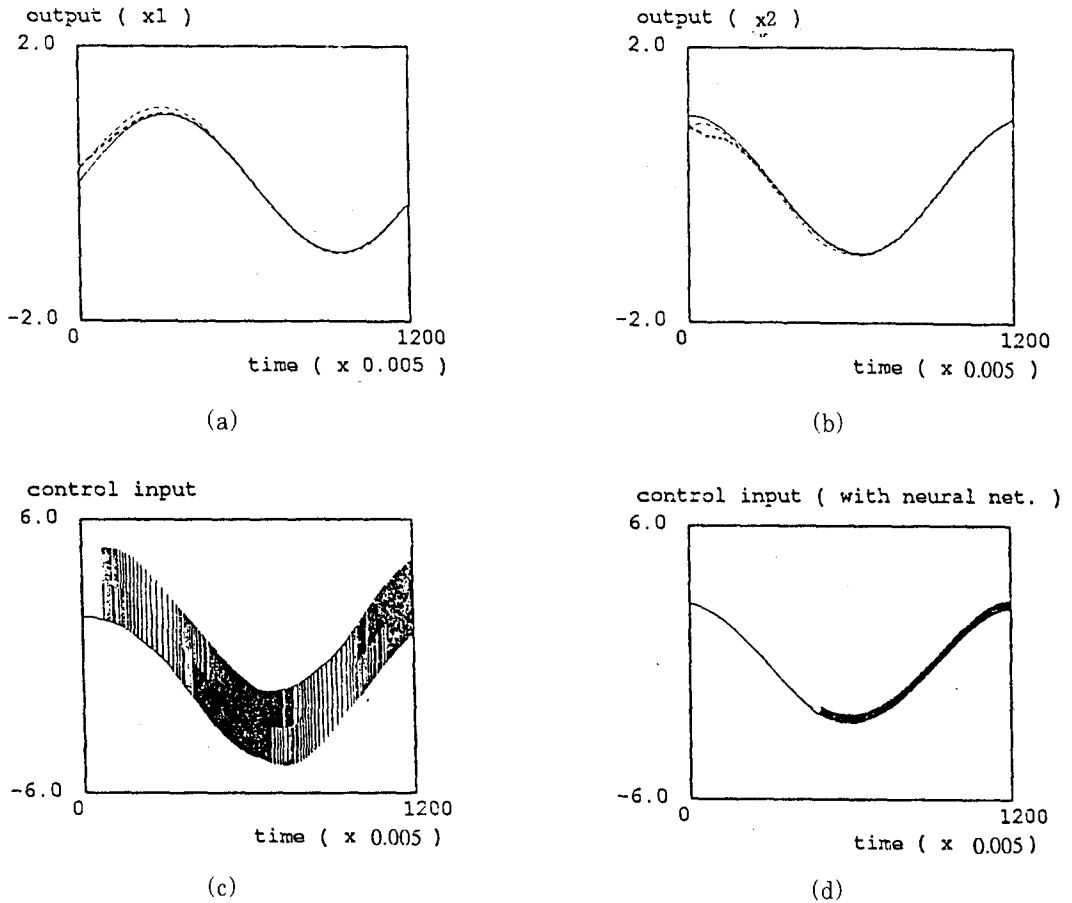 output ( x1 )
2.0
-2.0
0
1200
time ( x 0.005 )
(a)
output ( x2 )
2.0
-2.0
0
1200
time ( x 0.005 )
(b)
control input
6.0
-6.0
0
1200
time ( x 0.005 )
(c)
control input ( with neural net. )
6.0
-6.0
0
1200
time ( x 0.005 )
(d)